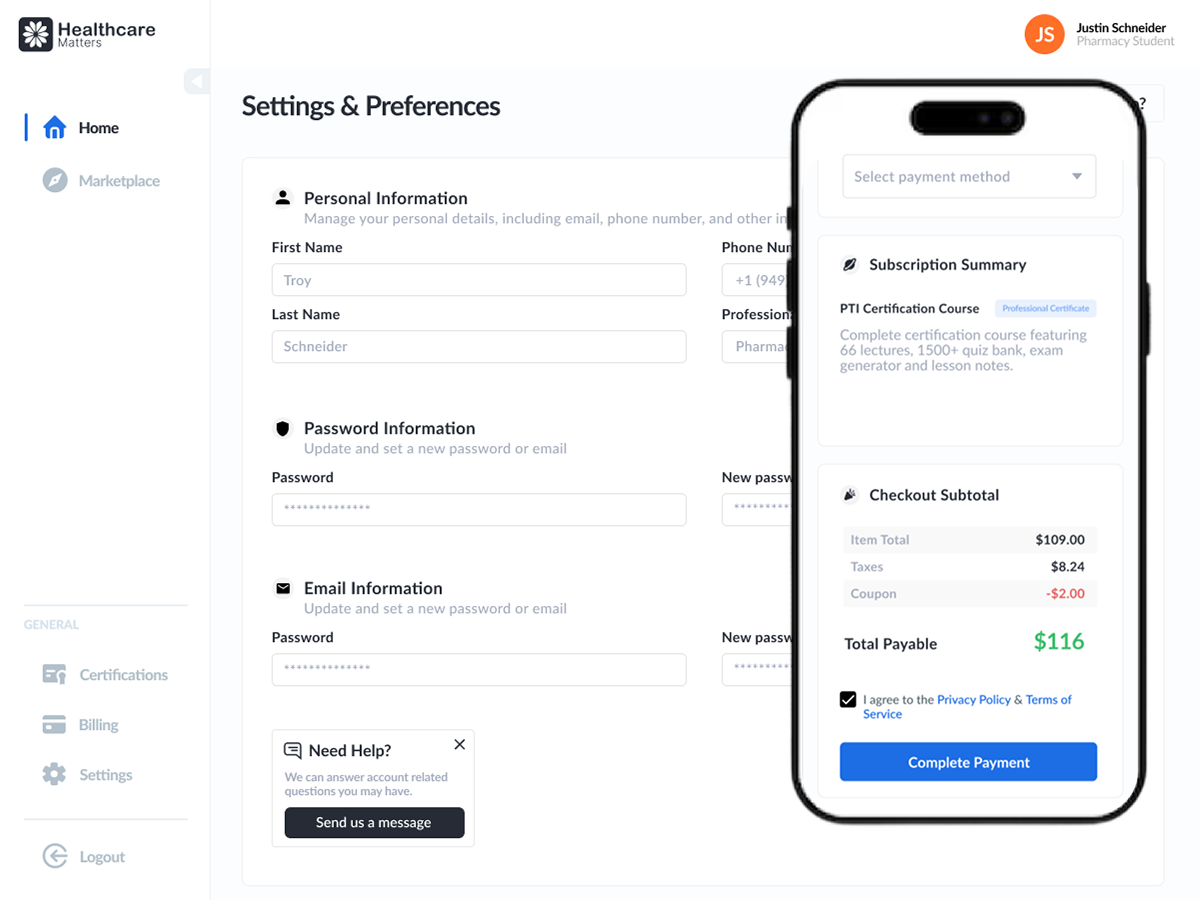 Healthcare
Matters
JS
Justin Schneider
Pharmacy Student
Home
Marketplace
GENERAL
Certifications
Billing
Settings
Logout
Settings & Preferences
?
Personal Information
Manage your personal details, including email, phone number, and other in
First Name
Phone Num
Troy
+1 (949)
Last Name
Profession
Schneider
Pharma
Password Information
Update and set a new password or email
Password
New passw
**************
**********
Email Information
Update and set a new password or email
Password
New passw
**************
**********
Need Help?
We can answer account related
questions you may have.
Send us a message
Select payment method
Subscription Summary
PTI Certification Course Professional Certificate
Complete certification course featuring
66 lectures, 1500+ quiz bank, exam
generator and lesson notes.
Checkout Subtotal
Item Total $109.00
Taxes $8.24
Coupon -$2.00
Total Payable $116
I agree to the Privacy Policy & Terms of
Service
Complete Payment